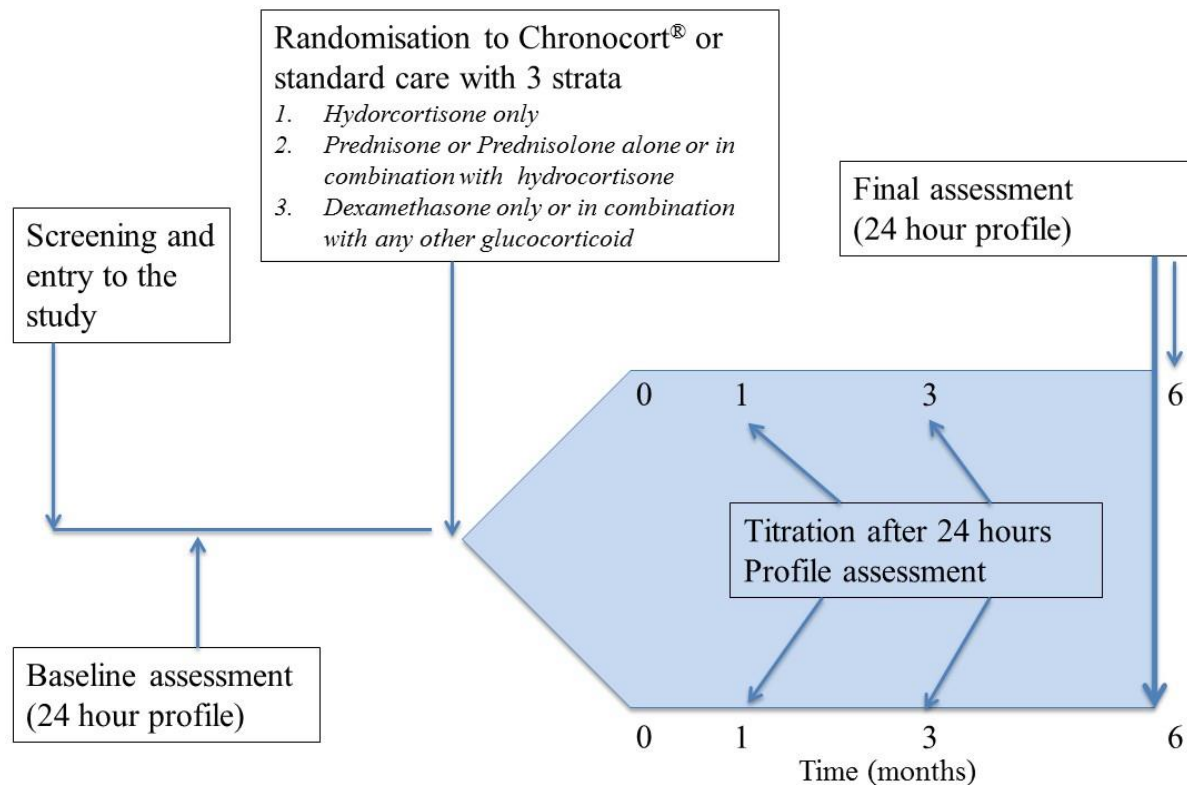 Randomisation to Chronocort® or
standard care with 3 strata
1. Hydorcortisone only
2. Prednisone or Prednisolone alone or in
combination with hydrocortisone
3. Dexamethasone only or in combination
with any other glucocorticoid
Screening and
entry to the
study
Final assessment
(24 hour profile)
0 1 3 6
Titration after 24 hours
Profile assessment
Baseline assessment
(24 hour profile)
0 1 3 6
Time (months)